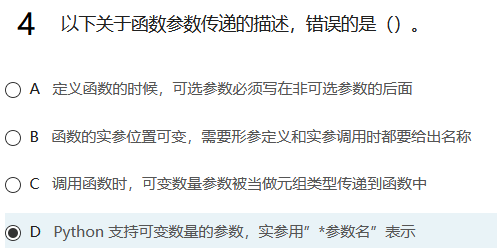 4 以下关于函数参数传递的描述，错误的是（）。
A 定义函数的时候，可选参数必须写在非可选参数的后面
B 函数的实参位置可变，需要形参定义和实参调用时都要给出名称
C 调用函数时，可变数量参数被当做元组类型传递到函数中
D Python 支持可变数量的参数，实参用”*参数名”表示